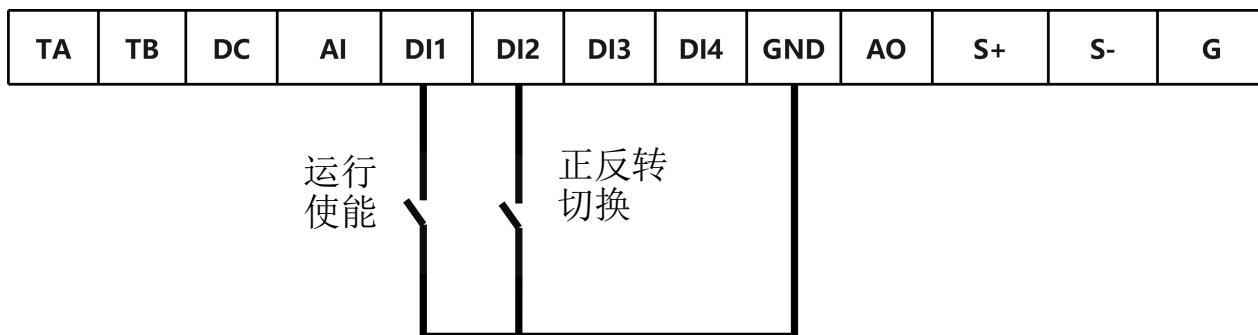 TA TB DC AI DI1 DI2 DI3 DI4 GND AO S+ S- G
运行
使能
正反转
切换